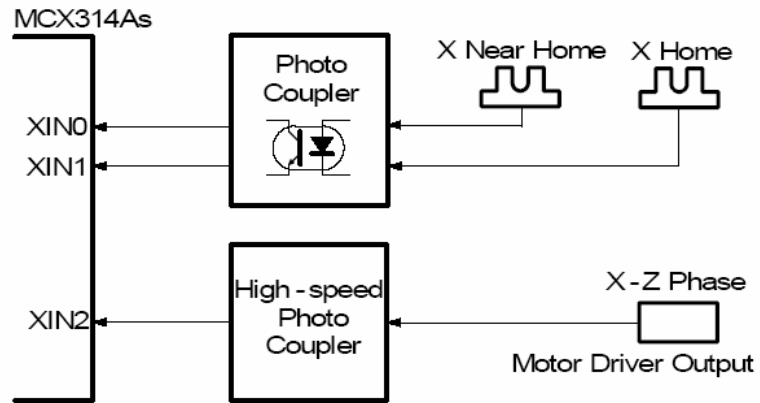 MCX314As
Photo
Coupler
X Near Home
X Home
XIN0
XIN1
High - speed
Photo
Coupler
XIN2
X - Z Phase
Motor Driver Output